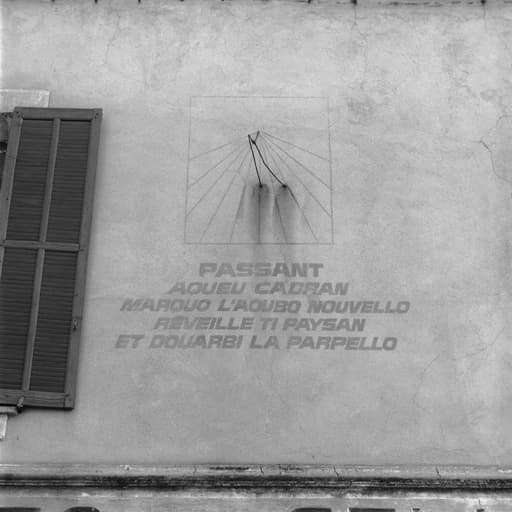 PASSANT
AQUEU CADRAN
MARQUO L'AOUBO NOUVELLO
REVEILLE TI PAYSAN
ET DOUARBI LA PARPELLO